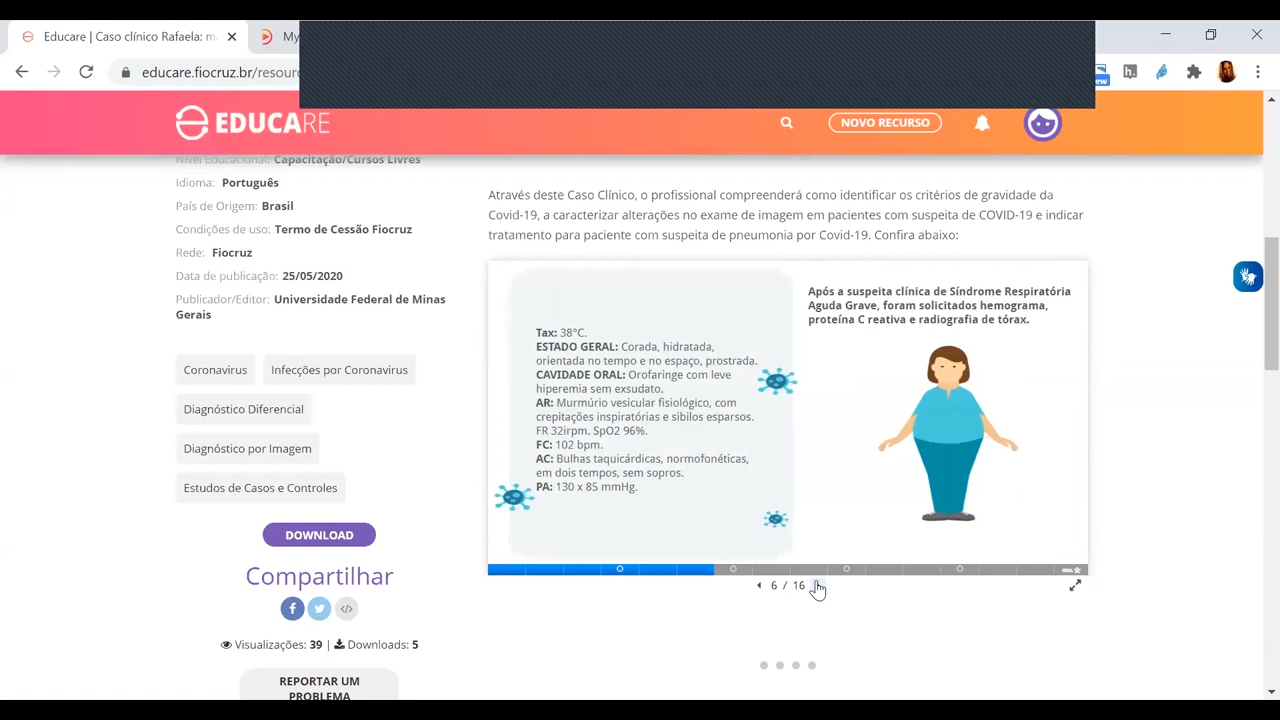 Educare | Caso clínico Rafaela: m
My
educare.fiocruz.br/resour
EDUCARE
NOVO RECURSO
Nível Educacional: Capacitação/Cursos Livres
Idioma: Português
País de Origem: Brasil
Condições de uso: Termo de Cessão Fiocruz
Rede: Fiocruz
Data de publicação: 25/05/2020
Publicador/Editor: Universidade Federal de Minas
Gerais
Coronavirus
Infecções por Coronavirus
Diagnóstico Diferencial
Diagnóstico por Imagem
Estudos de Casos e Controles
DOWNLOAD
Compartilhar
Visualizações: 39 | Downloads: 5
REPORTAR UM
PROBLEMA
Através deste Caso Clínico, o profissional compreenderá como identificar os critérios de gravidade da
Covid-19, a caracterizar alterações no exame de imagem em pacientes com suspeita de COVID-19 e indicar
tratamento para paciente com suspeita de pneumonia por Covid-19. Confira abaixo:
Tax: 38°C.
ESTADO GERAL: Corada, hidratada,
orientada no tempo e no espaço, prostrada.
CAVIDADE ORAL: Orofaringe com leve
hiperemia sem exsudato.
AR: Murmúrio vesicular fisiológico, com
crepitações inspiratórias e sibilos esparsos.
FR 32irpm. SpO2 96%.
FC: 102 bpm.
AC: Bulhas taquicárdicas, normofonéticas,
em dois tempos, sem sopros.
PA: 130 x 85 mmHg.
Após a suspeita clínica de Síndrome Respiratória
Aguda Grave, foram solicitados hemograma,
proteína C reativa e radiografia de tórax.
6 / 16